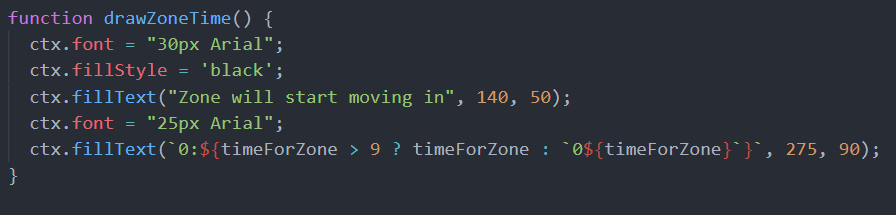 function drawZoneTime() {
  ctx.font = "30px Arial";
  ctx.fillStyle = 'black';
  ctx.fillText("Zone will start moving in", 140, 50);
  ctx.font = "25px Arial";
  ctx.fillText(`0:${timeForZone > 9 ? timeForZone : `0${timeForZone}`}`, 275, 90);
}